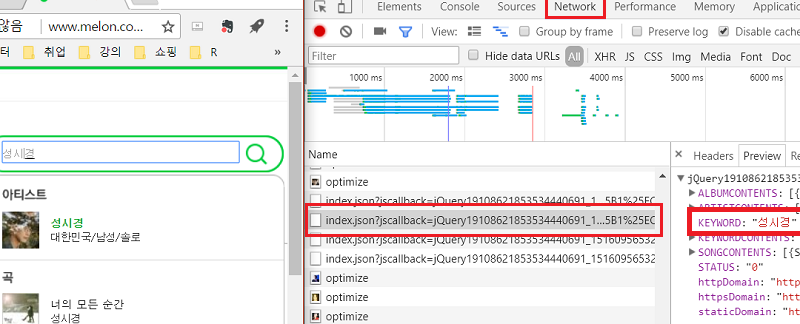 않음 www.melon.co...
터 취업 강의 쇼핑 R
성시경
아티스트
성시경
대한민국/남성/솔로
곡
너의 모든 순간
성시경
Elements Console Sources Network Performance Memory Application
View: Group by frame Preserve log Disable cache
Filter Hide data URLs All XHR JS CSS Img Media Font Doc
1000 ms 2000 ms 3000 ms 4000 ms 5000 ms 6000 ms
Name
optimize
index.json?jscallback=jQuery19108621853534440691_1...5B1%25EC
index.json?jscallback=jQuery19108621853534440691_1...5B1%25EC
index.json?jscallback=jQuery19108621853534440691_15160956532
index.json?jscallback=jQuery19108621853534440691_15160956532
optimize
optimize
optimize
× Headers Preview
▼jQuery191086218535
▶ALBUMCONTENTS: [{
▶ARTISTCONTENTS: [
KEYWORD: "성시경"
▶KEYWORDCONTENTS:
▶SONGCONTENTS: [{S
STATUS: "0"
httpDomain: "http
httpsDomain: "htt
staticDomain: "ht